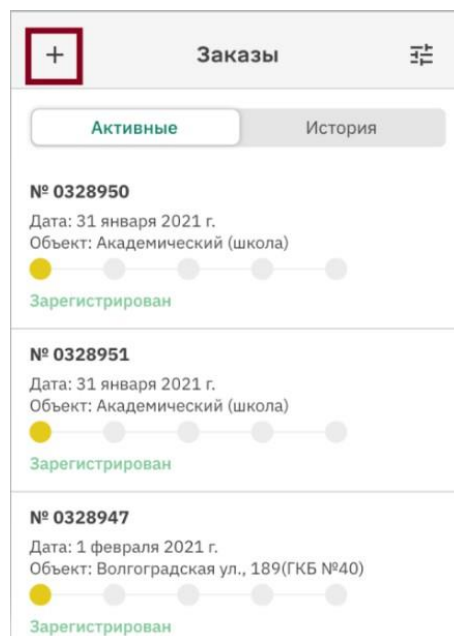 + Заказы
Активные История
№ 0328950
Дата: 31 января 2021 г.
Объект: Академический (школа)
Зарегистрирован
№ 0328951
Дата: 31 января 2021 г.
Объект: Академический (школа)
Зарегистрирован
№ 0328947
Дата: 1 февраля 2021 г.
Объект: Волгоградская ул., 189(ГКБ №40)
Зарегистрирован